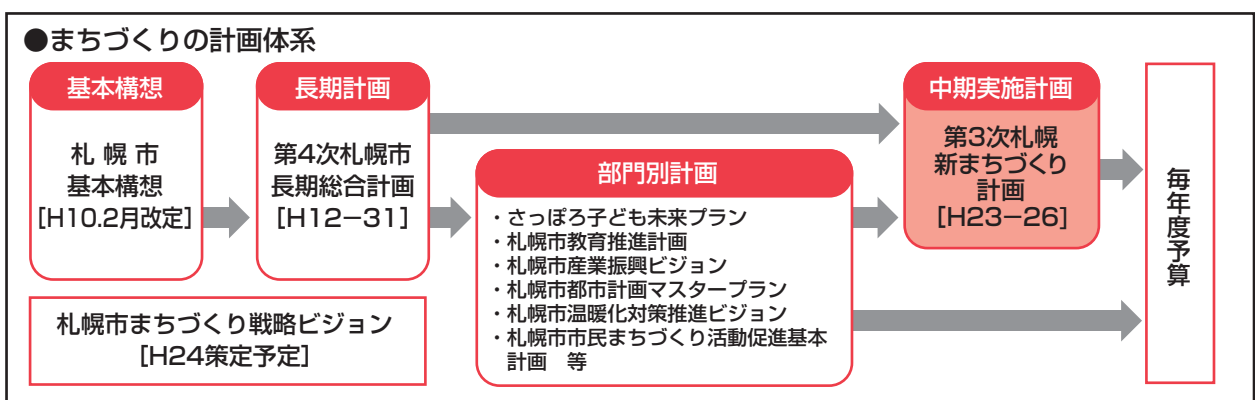 ●まちづくりの計画体系
基本構想
札 幌 市
基本構想
[H10.2月改定]
長期計画
第4次札幌市
長期総合計画
[H12−31]
札幌市まちづくり戦略ビジョン
[H24策定予定]
部門別計画
・さっぽろ子ども未来プラン
・札幌市教育推進計画
・札幌市産業振興ビジョン
・札幌市都市計画マスタープラン
・札幌市温暖化対策推進ビジョン
・札幌市市民まちづくり活動促進基本
計画　等
中期実施計画
第3次札幌
新まちづくり
計画
[H23−26]
毎年度予算